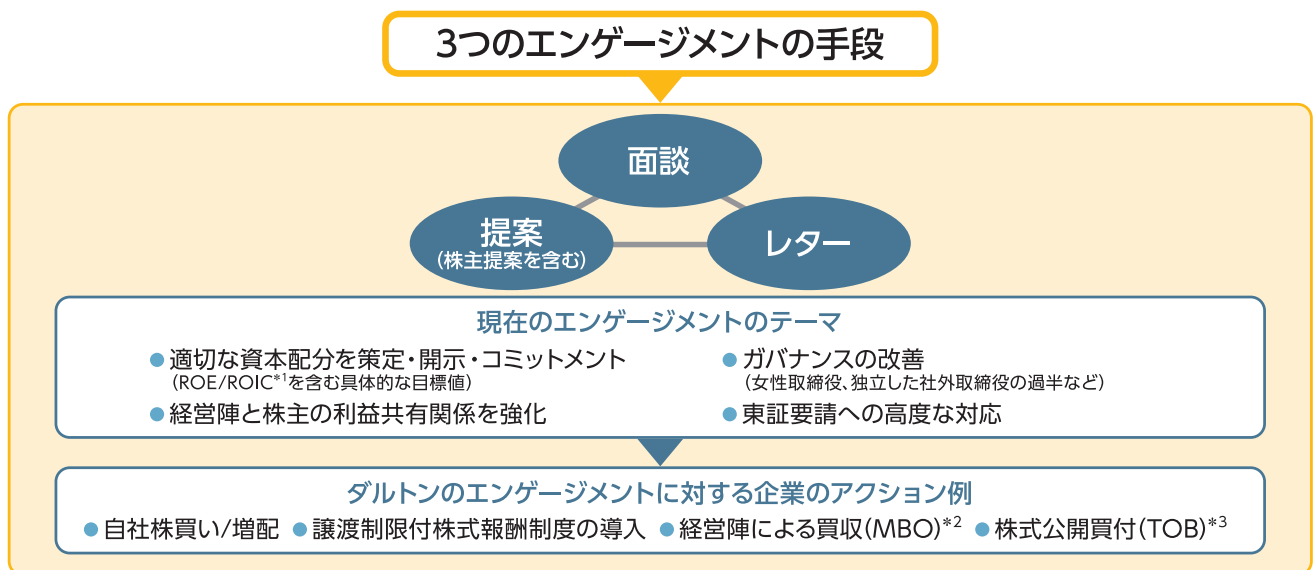 3つのエンゲージメントの手段
面談
提案
(株主提案を含む)
レター
現在のエンゲージメントのテーマ
●適切な資本配分を策定・開示・コミットメント
(ROE/ROIC*1を含む具体的な目標値)
●経営陣と株主の利益共有関係を強化
●ガバナンスの改善
(女性取締役、独立した社外取締役の過半など)
●東証要請への高度な対応
ダルトンのエンゲージメントに対する企業のアクション例
●自社株買い/増配 ●譲渡制限付株式報酬制度の導入 ●経営陣による買収(MBO)*2 ●株式公開買付(TOB)*3